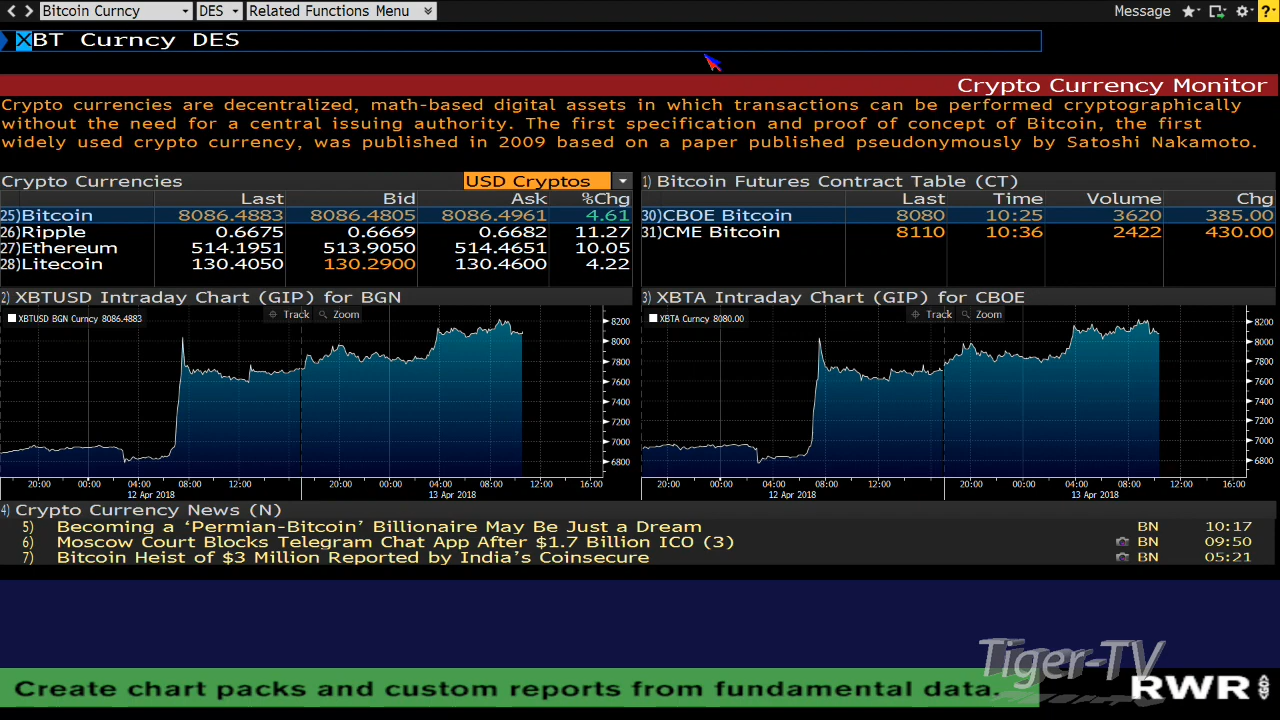 Bitcoin Curncy DES Related Functions Menu Message ?
XBT Curncy DES
Crypto Currency Monitor
Crypto currencies are decentralized, math-based digital assets in which transactions can be performed cryptographically
without the need for a central issuing authority. The first specification and proof of concept of Bitcoin, the first
widely used crypto currency, was published in 2009 based on a paper published pseudonymously by Satoshi Nakamoto.
Crypto Currencies USD Cryptos
Last Bid Ask %Chg
25)Bitcoin 8086.4883 8086.4805 8086.4961 4.61
26)Ripple 0.6675 0.6669 0.6682 11.27
27)Ethereum 514.1951 513.9050 514.4651 10.05
28)Litecoin 130.4050 130.2900 130.4600 4.22
1) Bitcoin Futures Contract Table (CT)
Last Time Volume Chg
30)CBOE Bitcoin 8080 10:25 3620 385.00
31)CME Bitcoin 8110 10:36 2422 430.00
2) XBTUSD Intraday Chart (GIP) for BGN
XBTUSD BGN Curncy 8086.4883 Track Zoom
8200
8000
7800
7600
7400
7200
7000
6800
20:00 00:00 04:00 08:00 12:00 20:00 00:00 04:00 08:00 12:00 16:00
12 Apr 2018 13 Apr 2018
3) XBTA Intraday Chart (GIP) for CBOE
XBTA Curncy 8080.00 Track Zoom
8200
8000
7800
7600
7400
7200
7000
6800
20:00 00:00 04:00 08:00 12:00 20:00 00:00 04:00 08:00 12:00 16:00
12 Apr 2018 13 Apr 2018
4) Crypto Currency News (N)
5) Becoming a ‘Permian-Bitcoin’ Billionaire May Be Just a Dream BN 10:17
6) Moscow Court Blocks Telegram Chat App After $1.7 Billion ICO (3) BN 09:50
7) Bitcoin Heist of $3 Million Reported by India’s Coinsecure BN 05:21
Tiger-TV
Create chart packs and custom reports from fundamental data.
RWR